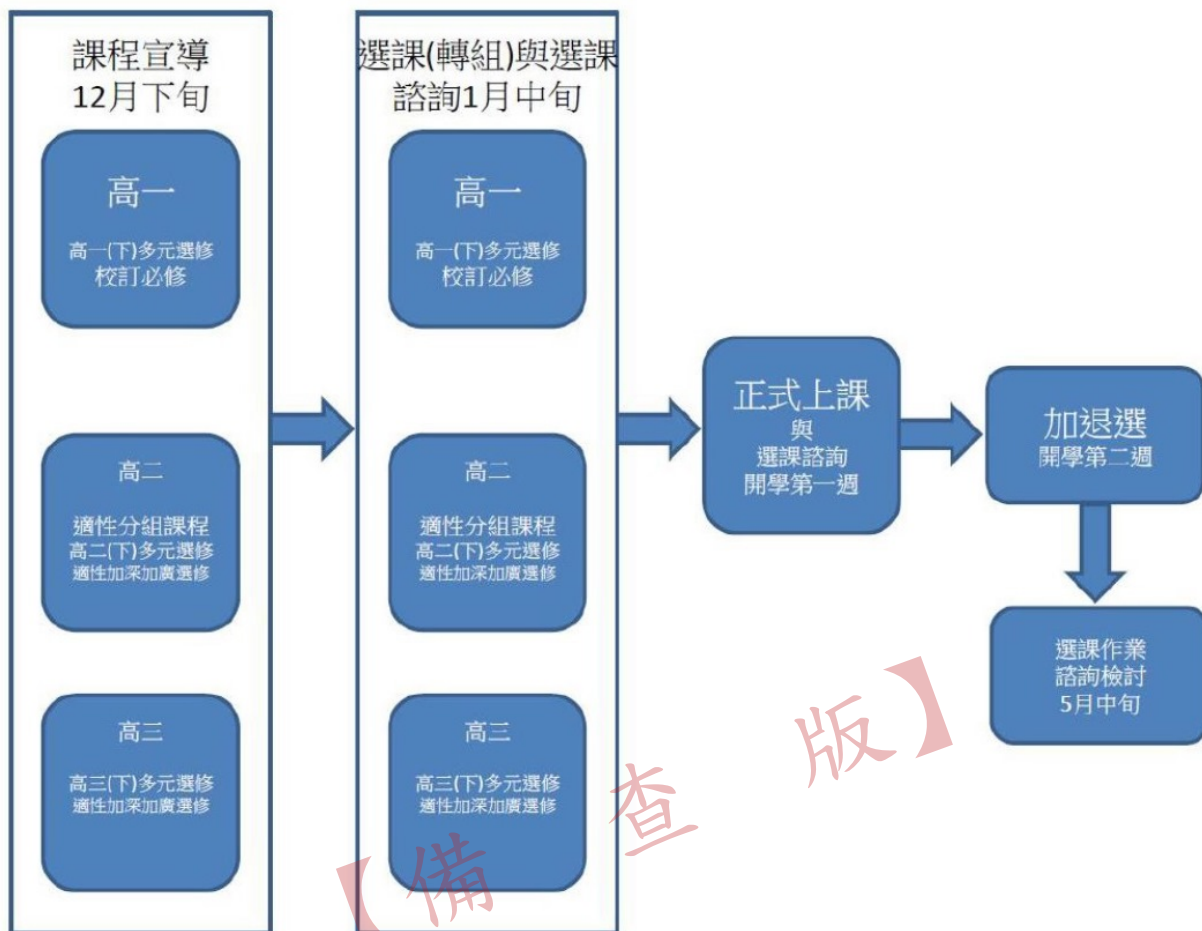 課程宣導
12月下旬
高一
高一(下)多元選修
校訂必修
高二
適性分組課程
高二(下)多元選修
適性加深加廣選修
高三
高三(下)多元選修
適性加深加廣選修
選課(轉組)與選課
諮詢1月中旬
高一
高一(下)多元選修
校訂必修
高二
適性分組課程
高二(下)多元選修
適性加深加廣選修
高三
高三(下)多元選修
適性加深加廣選修
正式上課
與
選課諮詢
開學第一週
加退選
開學第二週
選課作業
諮詢檢討
5月中旬
【備查版】